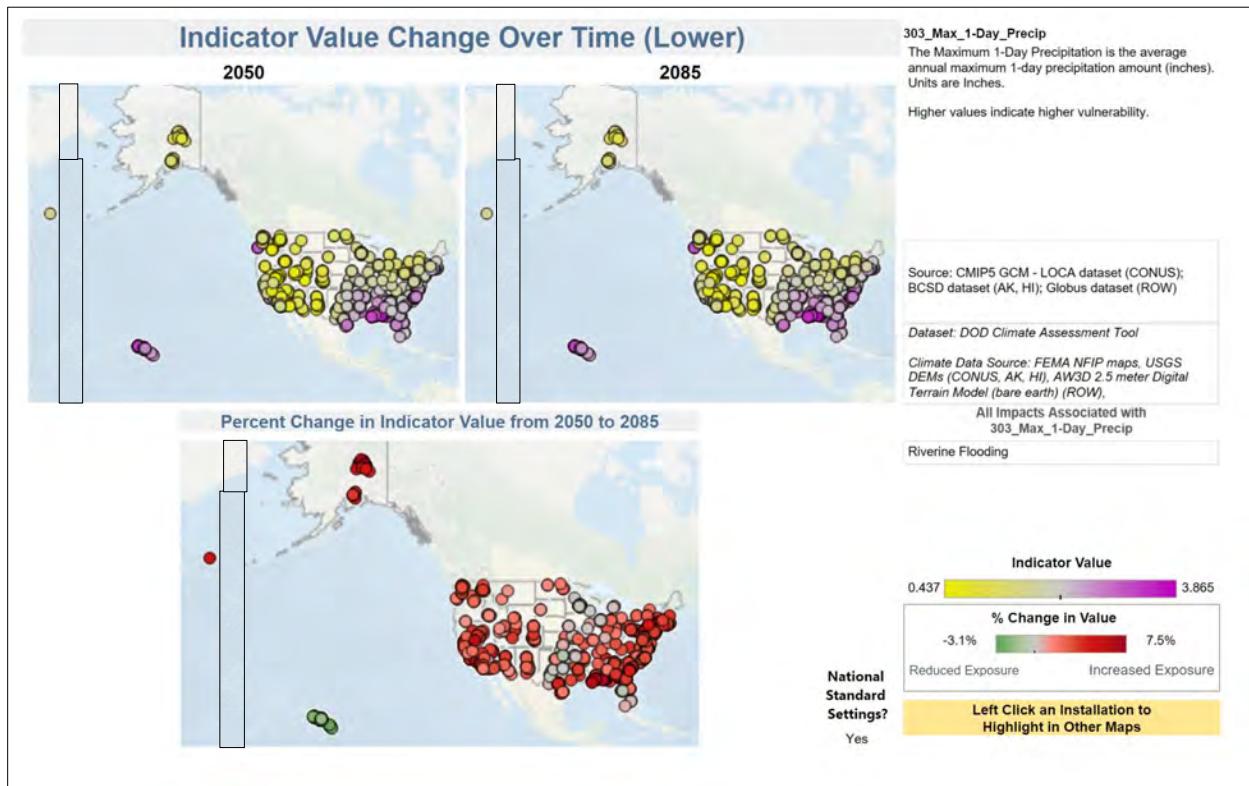 Indicator Value Change Over Time (Lower)
2050
2085
303_Max_1-Day_Precip
The Maximum 1-Day Precipitation is the average
annual maximum 1-day precipitation amount (inches).
Units are Inches.
Higher values indicate higher vulnerability.
Source: CMIP5 GCM - LOCA dataset (CONUS);
BCSD dataset (AK, HI); Globus dataset (ROW)
Dataset: DOD Climate Assessment Tool
Climate Data Source: FEMA NFIP maps, USGS
DEMs (CONUS, AK, HI), AW3D 2.5 meter Digital
Terrain Model (bare earth) (ROW),
All Impacts Associated with
303_Max_1-Day_Precip
Riverine Flooding
Percent Change in Indicator Value from 2050 to 2085
Indicator Value
0.437
3.865
% Change in Value
-3.1%
7.5%
Reduced Exposure
Increased Exposure
National
Standard
Settings?
Yes
Left Click an Installation to
Highlight in Other Maps